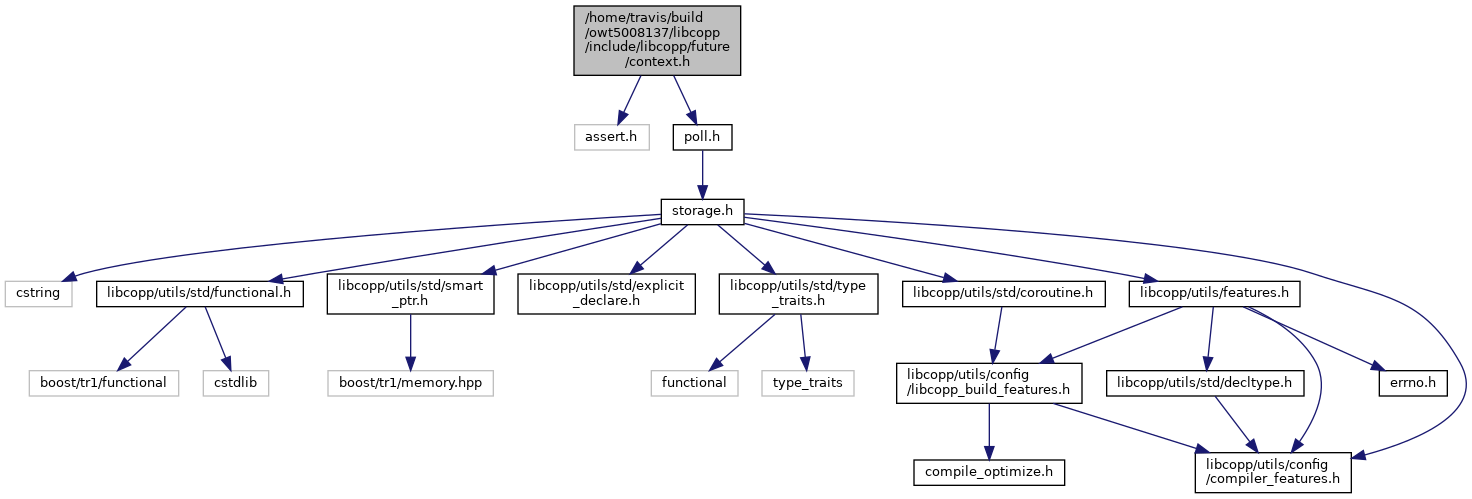 /home/travis/build
/owt5008137/libcopp
/include/libcopp/future
/context.h
assert.h
poll.h
storage.h
cstring
libcopp/utils/std/functional.h
libcopp/utils/std/smart
_ptr.h
libcopp/utils/std/explicit
_declare.h
libcopp/utils/std/type
_traits.h
libcopp/utils/std/coroutine.h
libcopp/utils/features.h
boost/tr1/functional
cstdlib
boost/tr1/memory.hpp
functional
type_traits
libcopp/utils/config
/libcopp_build_features.h
libcopp/utils/std/decltype.h
errno.h
compile_optimize.h
libcopp/utils/config
/compiler_features.h